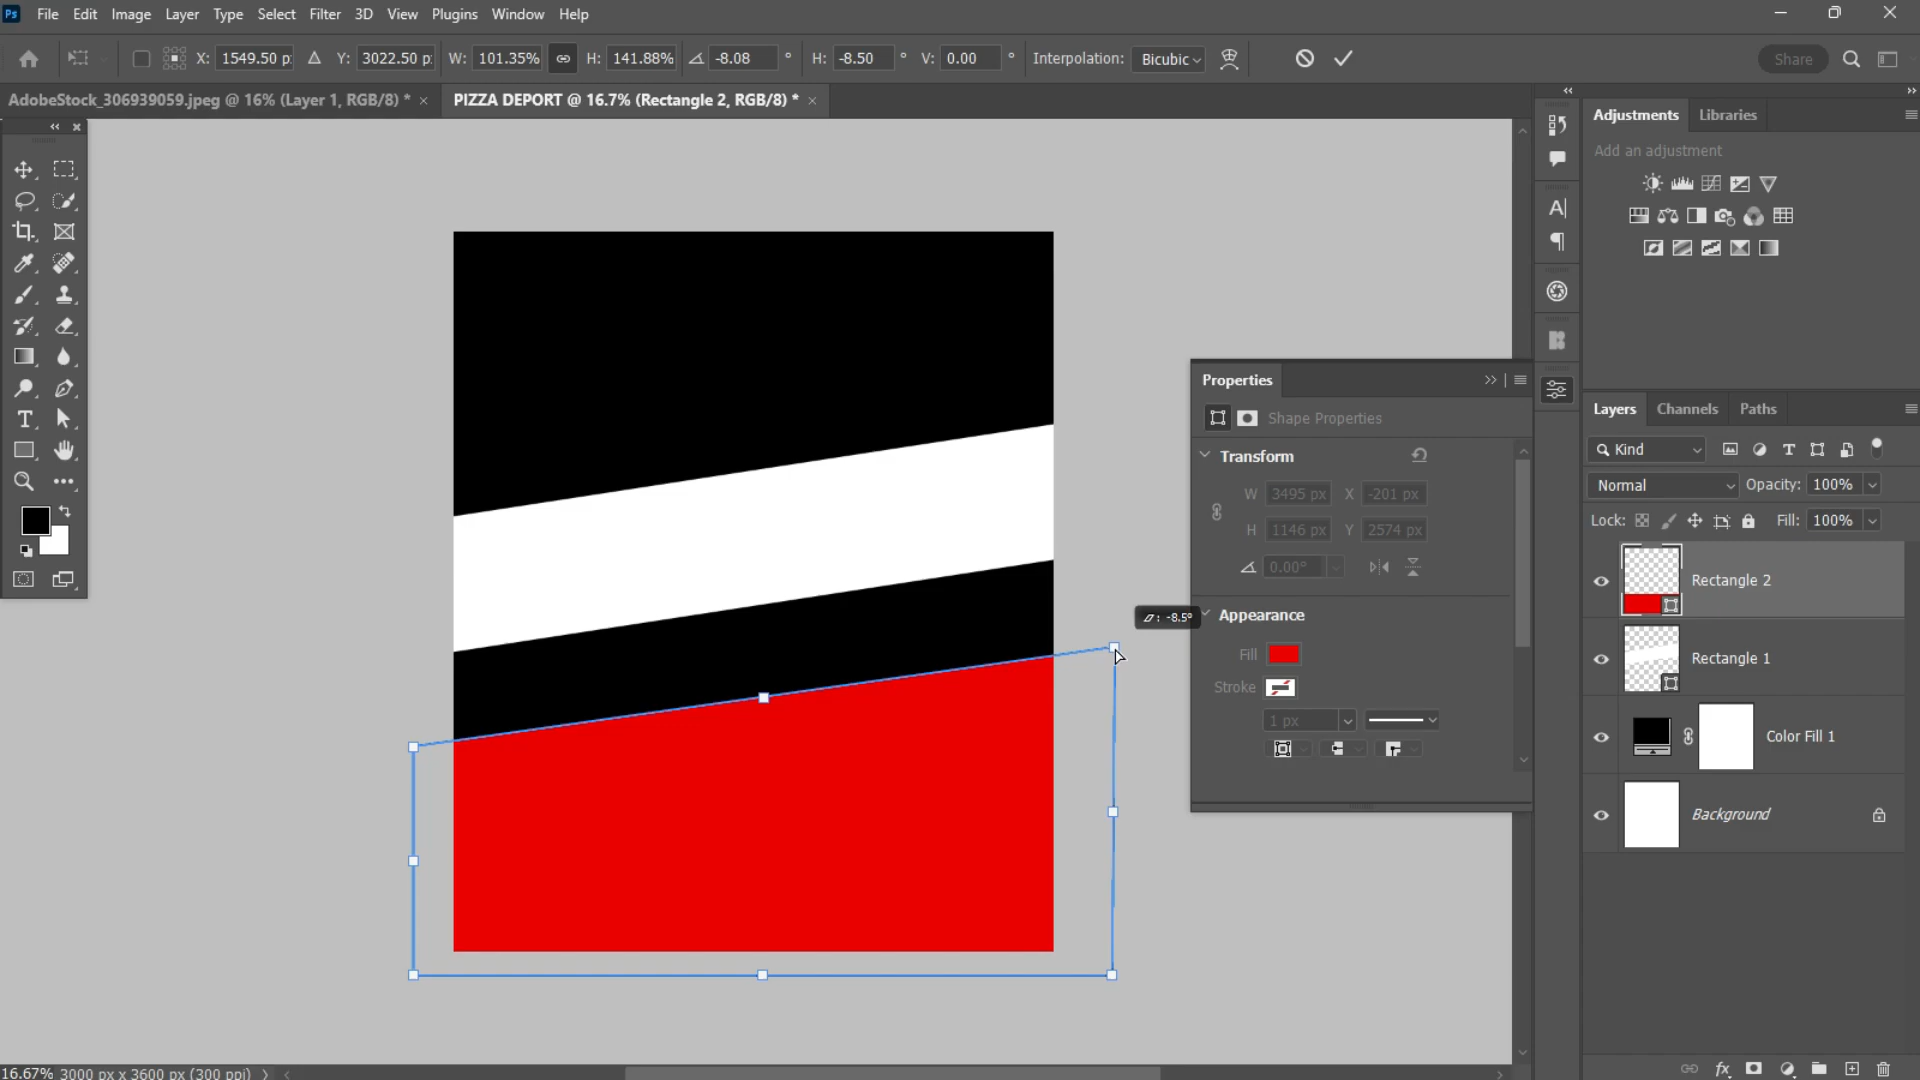 Ps File Edit Image Layer Type Select Filter 3D View Plugins Window Help
X: 1549.50 p Y: 3022.50 p W: 101.35% H: 141.88% -8.08 ° H: -8.50 ° V: 0.00 ° Interpolation: Bicubic Share
AdobeStock_306939059.jpeg @ 16% (Layer 1, RGB/8) * × PIZZA DEPORT @ 16.7% (Rectangle 2, RGB/8) * ×
Adjustments Libraries
Add an adjustment
Properties
Shape Properties
Transform
W 3495 px X -201 px
H 1146 px Y 2574 px
0.00°
-8.5°
Appearance
Fill
Stroke
1 px
Layers Channels Paths
Kind
Normal Opacity: 100%
Lock: Fill: 100%
Rectangle 2
Rectangle 1
Color Fill 1
Background
16.67% 3000 px x 3600 px (300 ppi)